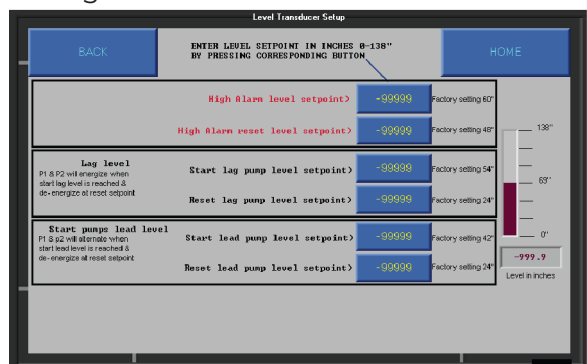 Level Transducer Setup
BACK
ENTER LEVEL SETPOINT IN INCHES 0-138"
BY PRESSING CORRESPONDING BUTTON
HOME
High Alarm level setpoint> -99999 Factory setting 60"
High Alarm reset level setpoint> -99999 Factory setting 48"
Lag level
P1 & P2 will energize when
start lag level is reached &
de-energize at reset setpoint
Start lag pump level setpoint> -99999 Factory setting 54"
Reset lag pump level setpoint> -99999 Factory setting 24"
Start pumps lead level
P1 & p2 will alternate when
start lead level is reached &
de-energize at reset setpoint
Start lead pump level setpoint> -99999 Factory setting 42"
Reset lead pump level setpoint> -99999 Factory setting 24"
138"
69"
0"
-999.9
Level in inches